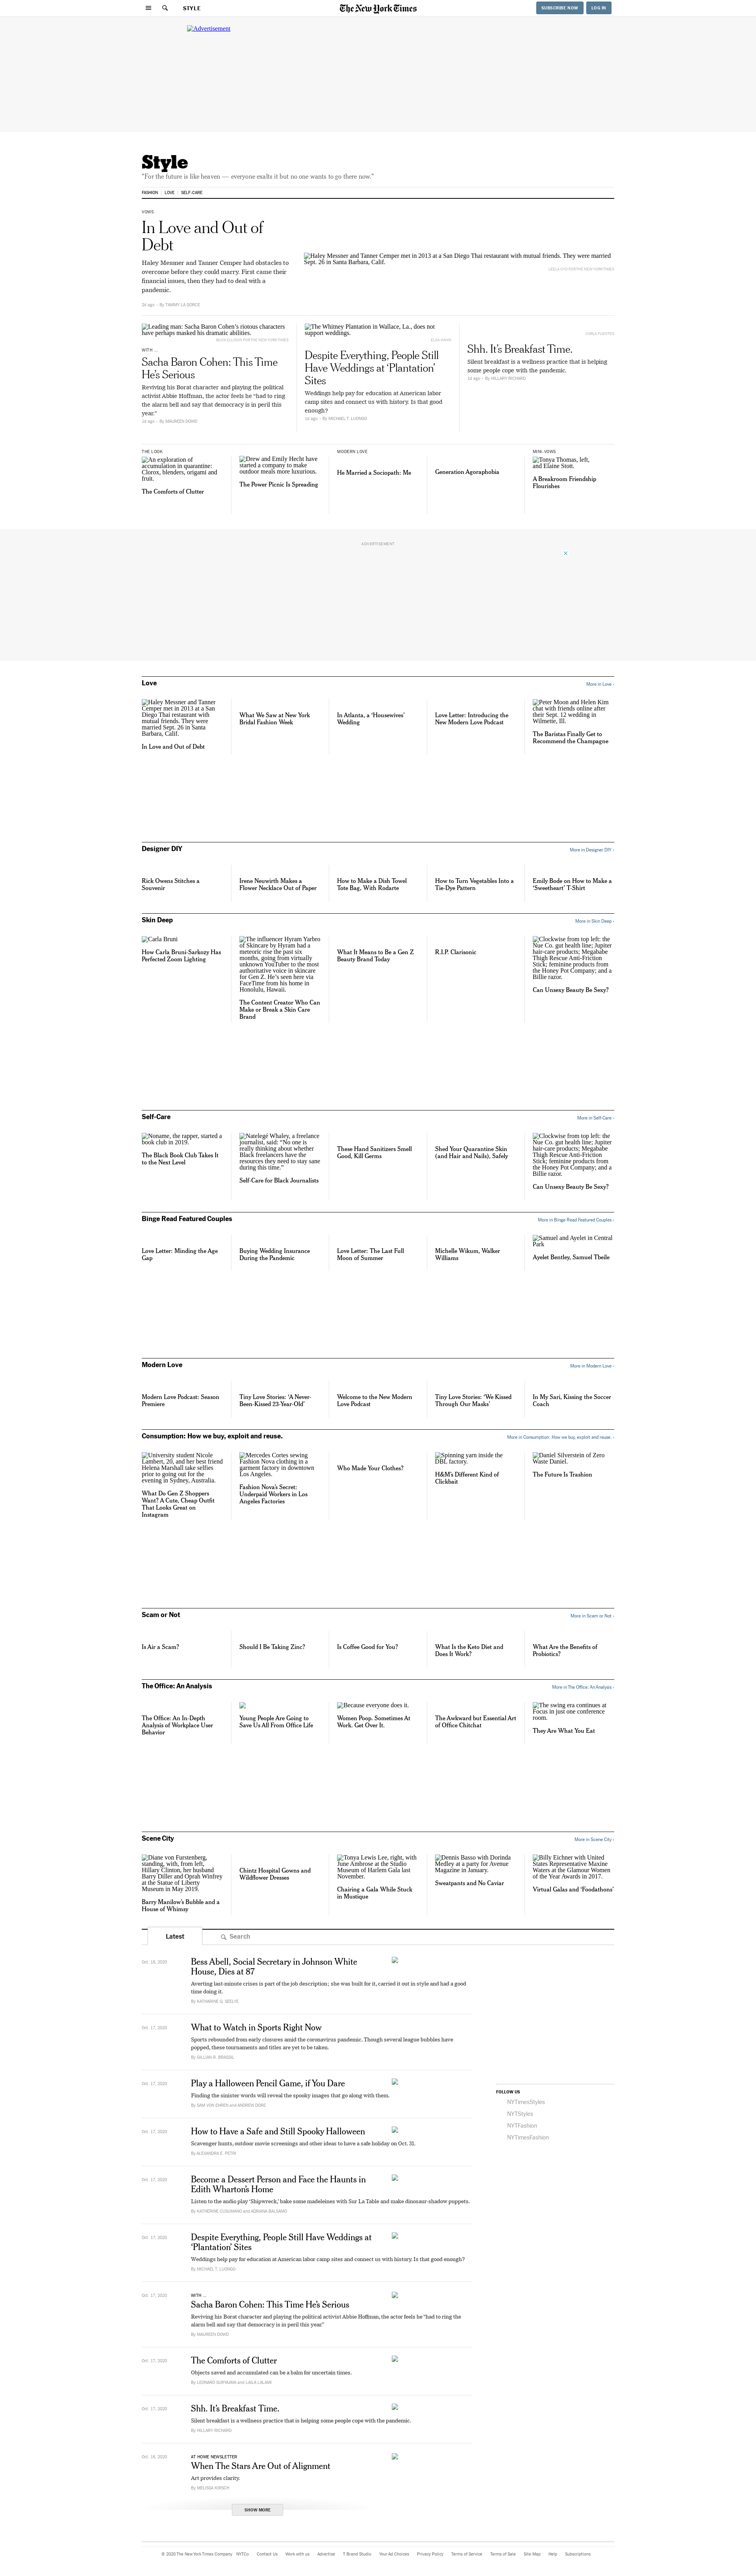 STYLE
The New York Times
SUBSCRIBE NOW
LOG IN
Advertisement
Style
"For the future is like heaven — everyone exalts it but no one wants to go there now."
FASHION
LOVE
SELF-CARE
VOWS
In Love and Out of
Debt
Haley Messner and Tanner Cemper had obstacles to
overcome before they could marry. First came their
financial issues, then they had to deal with a
pandemic.
2d ago · By TAMMY LA GORCE
Haley Messner and Tanner Cemper met in 2013 at a San Diego Thai restaurant with mutual friends. They were married
Sept. 26 in Santa Barbara, Calif.
Leading man: Sacha Baron Cohen's riotous characters
have perhaps masked his dramatic abilities.
WITH ...
Sacha Baron Cohen: This Time
He's Serious
Reviving his Borat character and playing the political
activist Abbie Hoffman, the actor feels he "had to ring
the alarm bell and say that democracy is in peril this
year."
1d ago · By MAUREEN DOWD
The Whitney Plantation in Wallace, La., does not
support weddings.
Despite Everything, People Still
Have Weddings at 'Plantation'
Sites
Weddings help pay for education at American labor
camp sites and connect us with history. Is that good
enough?
1d ago · By MICHAEL T. LUONGO
Shh. It's Breakfast Time.
Silent breakfast is a wellness practice that is helping
some people cope with the pandemic.
1d ago · By HILLARY RICHARD
THE LOOK
An exploration of
accumulation in quarantine:
Clorox, blenders, origami and
fruit.
The Comforts of Clutter
Drew and Emily Hecht have
started a company to make
outdoor meals more luxurious.
The Power Picnic Is Spreading
MODERN LOVE
He Married a Sociopath: Me
Generation Agoraphobia
MINI-VOWS
Tonya Thomas, left,
and Elaine Stott.
A Breakroom Friendship
Flourishes
ADVERTISEMENT
Love
More in Love ›
Haley Messner and Tanner
Cemper met in 2013 at a San
Diego Thai restaurant with
mutual friends. They were
married Sept. 26 in Santa
Barbara, Calif.
In Love and Out of Debt
What We Saw at New York
Bridal Fashion Week
In Atlanta, a 'Housewives'
Wedding
Love Letter: Introducing the
New Modern Love Podcast
Peter Moon and Helen Kim
chat with friends online after
their Sept. 12 wedding in
Wilmette, Ill.
The Baristas Finally Get to
Recommend the Champagne
Designer DIY
More in Designer DIY ›
Rick Owens Stitches a
Souvenir
Irene Neuwirth Makes a
Flower Necklace Out of Paper
How to Make a Dish Towel
Tote Bag, With Rodarte
How to Turn Vegetables Into a
Tie-Dye Pattern
Emily Bode on How to Make a
'Sweetheart' T-Shirt
Skin Deep
More in Skin Deep ›
Carla Bruni
How Carla Bruni-Sarkozy Has
Perfected Zoom Lighting
The influencer Hyram Yarbro
of Skincare by Hyram had a
meteoric rise the past six
months, going from virtually
unknown YouTuber to the most
authoritative voice in skincare
for Gen Z. He's seen here via
FaceTime from his home in
Honolulu, Hawaii.
The Content Creator Who Can
Make or Break a Skin Care
Brand
What It Means to Be a Gen Z
Beauty Brand Today
R.I.P. Clarisonic
Clockwise from top left: the
Nue Co. gut health line; Jupiter
hair-care products; Megababe
Thigh Rescue Anti-Friction
Stick; feminine products from
the Honey Pot Company; and a
Billie razor.
Can Unsexy Beauty Be Sexy?
Self-Care
More in Self-Care ›
Noname, the rapper, started a
book club in 2019.
The Black Book Club Takes It
to the Next Level
Natelegé Whaley, a freelance
journalist, said: "No one is
really thinking about whether
Black freelancers have the
resources they need to stay sane
during this time."
Self-Care for Black Journalists
These Hand Sanitizers Smell
Good, Kill Germs
Shed Your Quarantine Skin
(and Hair and Nails), Safely
Clockwise from top left: the
Nue Co. gut health line; Jupiter
hair-care products; Megababe
Thigh Rescue Anti-Friction
Stick; feminine products from
the Honey Pot Company; and a
Billie razor.
Can Unsexy Beauty Be Sexy?
Binge Read Featured Couples
More in Binge Read Featured Couples ›
Love Letter: Minding the Age
Gap
Buying Wedding Insurance
During the Pandemic
Love Letter: The Last Full
Moon of Summer
Michelle Wikum, Walker
Williams
Samuel and Ayelet in Central
Park
Ayelet Bentley, Samuel Tbeile
Modern Love
More in Modern Love ›
Modern Love Podcast: Season
Premiere
Tiny Love Stories: 'A Never-
Been-Kissed 23-Year-Old'
Welcome to the New Modern
Love Podcast
Tiny Love Stories: 'We Kissed
Through Our Masks'
In My Sari, Kissing the Soccer
Coach
Consumption: How we buy, exploit and reuse.
More in Consumption: How we buy, exploit and reuse. ›
University student Nicole
Lambert, 20, and her best friend
Helena Marshall take selfies
prior to going out for the
evening in Sydney, Australia.
What Do Gen Z Shoppers
Want? A Cute, Cheap Outfit
That Looks Great on
Instagram
Mercedes Cortes sewing
Fashion Nova clothing in a
garment factory in downtown
Los Angeles.
Fashion Nova's Secret:
Underpaid Workers in Los
Angeles Factories
Who Made Your Clothes?
Spinning yarn inside the
DBL factory.
H&M's Different Kind of
Clickbait
Daniel Silverstein of Zero
Waste Daniel.
The Future Is Trashion
Scam or Not
More in Scam or Not ›
Is Air a Scam?
Should I Be Taking Zinc?
Is Coffee Good for You?
What Is the Keto Diet and
Does It Work?
What Are the Benefits of
Probiotics?
The Office: An Analysis
More in The Office: An Analysis ›
The Office: An In-Depth
Analysis of Workplace User
Behavior
Young People Are Going to
Save Us All From Office Life
Because everyone does it.
Women Poop. Sometimes At
Work. Get Over It.
The Awkward but Essential Art
of Office Chitchat
The swing era continues at
Focus in just one conference
room.
They Are What You Eat
Scene City
More in Scene City ›
Diane von Furstenberg,
standing, with, from left,
Hillary Clinton, her husband
Barry Diller and Oprah Winfrey
at the Statue of Liberty
Museum in May 2019.
Barry Manilow's Bubble and a
House of Whimsy
Chintz Hospital Gowns and
Wildflower Dresses
Tonya Lewis Lee, right, with
June Ambrose at the Studio
Museum of Harlem Gala last
November.
Chairing a Gala While Stuck
in Mustique
Dennis Basso with Dorinda
Medley at a party for Avenue
Magazine in January.
Sweatpants and No Caviar
Billy Eichner with United
States Representative Maxine
Waters at the Glamour Women
of the Year Awards in 2017.
Virtual Galas and 'Foodathons'
Latest
Search
Bess Abell, Social Secretary in Johnson White
House, Dies at 87
Averting last-minute crises is part of the job description; she was built for it, carried it out in style and had a good
time doing it.
By KATHARINE Q. SEELYE
Oct. 17, 2020
What to Watch in Sports Right Now
Sports rebounded from early closures amid the coronavirus pandemic. Though several league bubbles have
popped, these tournaments and titles are yet to be taken.
By GILLIAN R. BRASSIL
Oct. 17, 2020
Play a Halloween Pencil Game, if You Dare
Finding the sinister words will reveal the spooky images that go along with them.
By SAM VON EHREN and ANDREW DORE
Oct. 17, 2020
How to Have a Safe and Still Spooky Halloween
Scavenger hunts, outdoor movie screenings and other ideas to have a safe holiday on Oct. 31.
By ALEXANDRA E. PETRI
Oct. 17, 2020
Become a Dessert Person and Face the Haunts in
Edith Wharton's Home
Listen to the audio play 'Shipwreck,' bake some madeleines with Sur La Table and make dinosaur-shadow puppets.
By KATHERINE CUSUMANO and ADRIANA BALSAMO
Oct. 17, 2020
Despite Everything, People Still Have Weddings at
'Plantation' Sites
Weddings help pay for education at American labor camp sites and connect us with history. Is that good enough?
By MICHAEL T. LUONGO
Oct. 17, 2020
WITH ...
Sacha Baron Cohen: This Time He's Serious
Reviving his Borat character and playing the political activist Abbie Hoffman, the actor feels he "had to ring the
alarm bell and say that democracy is in peril this year."
By MAUREEN DOWD
Oct. 17, 2020
The Comforts of Clutter
Objects saved and accumulated can be a balm for uncertain times.
Oct. 17, 2020
Shh. It's Breakfast Time.
Silent breakfast is a wellness practice that is helping some people cope with the pandemic.
By HILLARY RICHARD
Oct. 16, 2020
AT HOME NEWSLETTER
When The Stars Are Out of Alignment
Art provides clarity.
By MELISSA KIRSCH
SHOW MORE
FOLLOW US
NYTimesStyles
NYTStyles
NYTFashion
NYTimesFashion
© 2020 The New York Times Company
NYTCo
Contact Us
Work with us
Advertise
T Brand Studio
Your Ad Choices
Privacy Policy
Terms of Service
Terms of Sale
Site Map
Help
Subscriptions